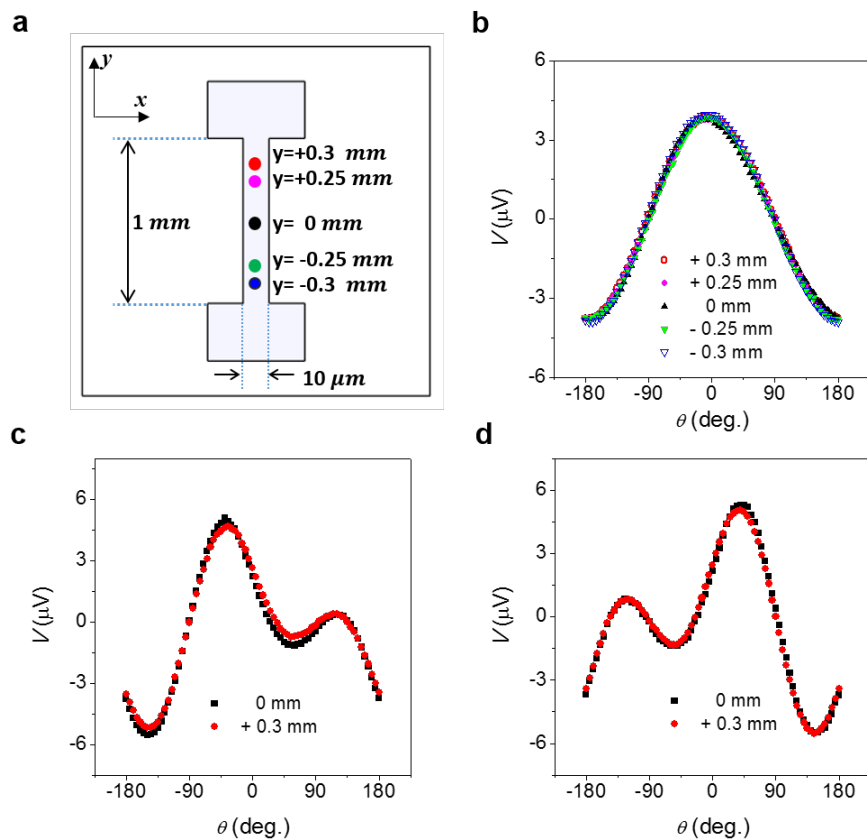 a
y
x
y=+0.3 mm
y=+0.25 mm
1 mm
y= 0 mm
y= -0.25 mm
y= -0.3 mm
10 μm
b
6
3
0
-3
-6
V (μV)
+ 0.3 mm
+ 0.25 mm
0 mm
- 0.25 mm
- 0.3 mm
-180 -90 0 90 180
θ (deg.)
c
6
3
0
-3
-6
V (μV)
0 mm
+ 0.3 mm
-180 -90 0 90 180
θ (deg.)
d
6
3
0
-3
-6
V (μV)
0 mm
+ 0.3 mm
-180 -90 0 90 180
θ (deg.)